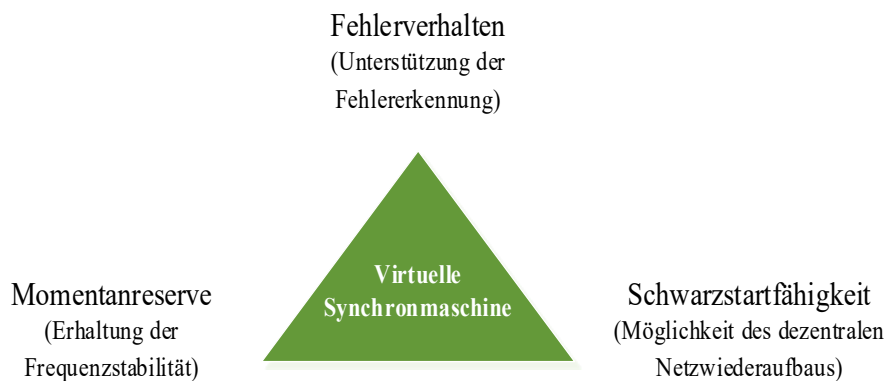 Fehlerverhalten
(Unterstützung der
Fehlererkennung)
Virtuelle
Synchronmaschine
Momentanreserve
(Erhaltung der
Frequenzstabilität)
Schwarzstartfähigkeit
(Möglichkeit des dezentralen
Netzwiederaufbaus)